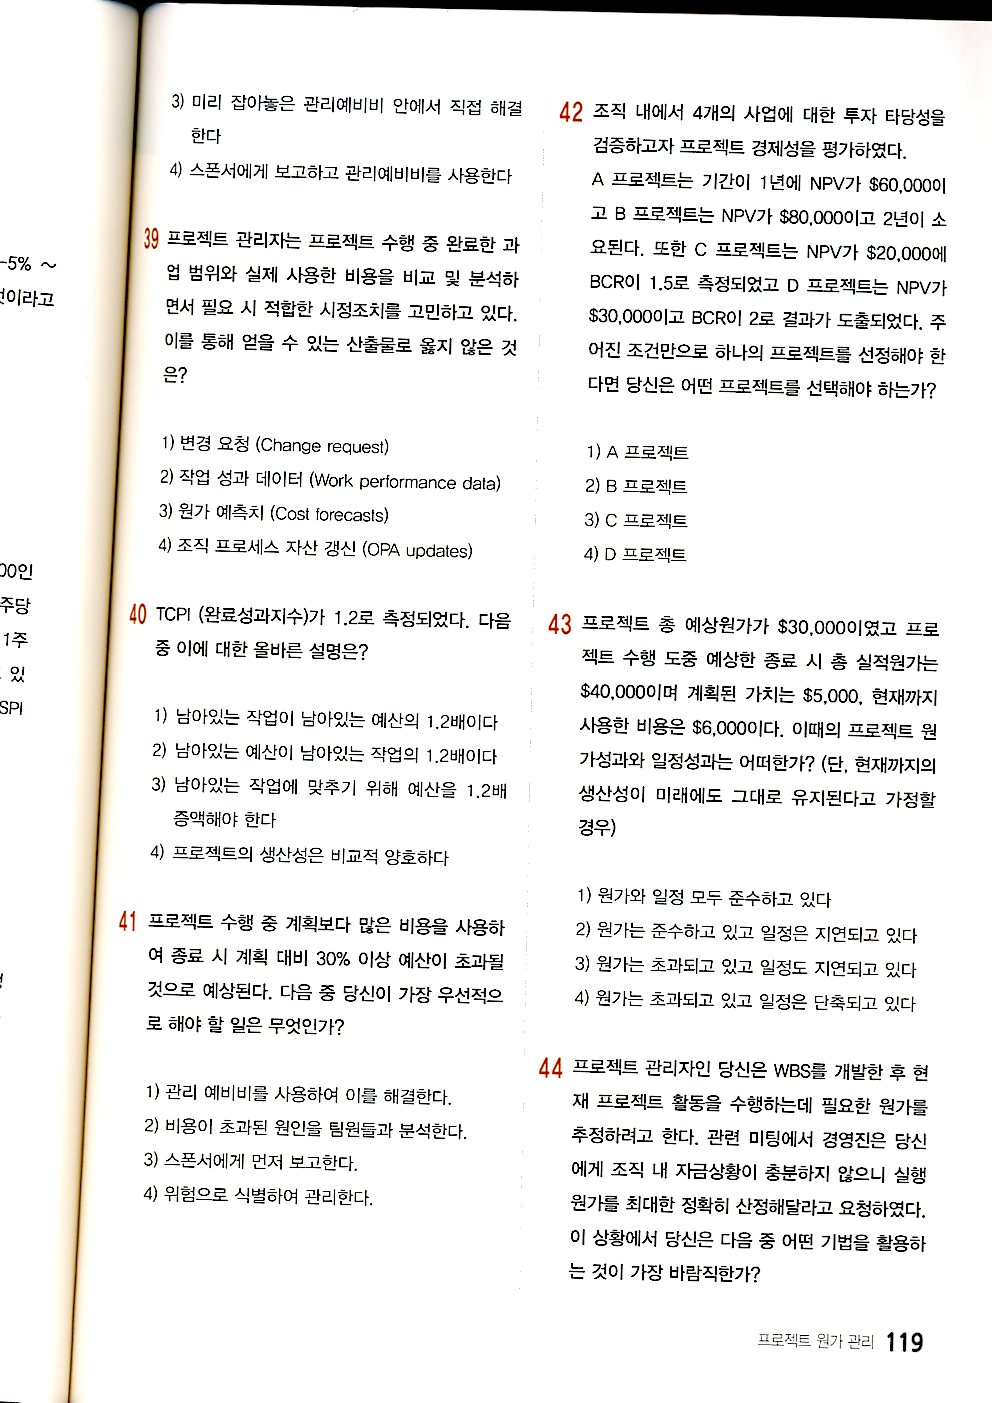 -5% ~
것이라고
00인
주당
1주
있
SPI
3) 미리 잡아놓은 관리예비비 안에서 직접 해결
한다
4) 스폰서에게 보고하고 관리예비비를 사용한다
39 프로젝트 관리자는 프로젝트 수행 중 완료한 과
업 범위와 실제 사용한 비용을 비교 및 분석하
면서 필요 시 적합한 시정조치를 고민하고 있다.
이를 통해 얻을 수 있는 산출물로 옳지 않은 것
은?
1) 변경 요청 (Change request)
2) 작업 성과 데이터 (Work performance data)
3) 원가 예측치 (Cost forecasts)
4) 조직 프로세스 자산 갱신 (OPA updates)
40 TCPI (완료성과지수)가 1.2로 측정되었다. 다음
중 이에 대한 올바른 설명은?
1) 남아있는 작업이 남아있는 예산의 1.2배이다
2) 남아있는 예산이 남아있는 작업의 1.2배이다
3) 남아있는 작업에 맞추기 위해 예산을 1.2배
증액해야 한다
4) 프로젝트의 생산성은 비교적 양호하다
41 프로젝트 수행 중 계획보다 많은 비용을 사용하
여 종료 시 계획 대비 30% 이상 예산이 초과될
것으로 예상된다. 다음 중 당신이 가장 우선적으
로 해야 할 일은 무엇인가?
1) 관리 예비비를 사용하여 이를 해결한다.
2) 비용이 초과된 원인을 팀원들과 분석한다.
3) 스폰서에게 먼저 보고한다.
4) 위험으로 식별하여 관리한다.
42 조직 내에서 4개의 사업에 대한 투자 타당성을
검증하고자 프로젝트 경제성을 평가하였다.
A 프로젝트는 기간이 1년에 NPV가 $60,000이
고 B 프로젝트는 NPV가 $80,000이고 2년이 소
요된다. 또한 C 프로젝트는 NPV가 $20,000에
BCR이 1.5로 측정되었고 D 프로젝트는 NPV가
$30,000이고 BCR이 2로 결과가 도출되었다. 주
어진 조건만으로 하나의 프로젝트를 선정해야 한
다면 당신은 어떤 프로젝트를 선택해야 하는가?
1) A 프로젝트
2) B 프로젝트
3) C 프로젝트
4) D 프로젝트
43 프로젝트 총 예상원가가 $30,000이였고 프로
젝트 수행 도중 예상한 종료 시 총 실적원가는
$40,000이며 계획된 가치는 $5,000, 현재까지
사용한 비용은 $6,000이다. 이때의 프로젝트 원
가성과와 일정성과는 어떠한가? (단, 현재까지의
생산성이 미래에도 그대로 유지된다고 가정할
경우)
1) 원가와 일정 모두 준수하고 있다
2) 원가는 준수하고 있고 일정은 지연되고 있다
3) 원가는 초과되고 있고 일정도 지연되고 있다
4) 원가는 초과되고 있고 일정은 단축되고 있다
44 프로젝트 관리자인 당신은 WBS를 개발한 후 현
재 프로젝트 활동을 수행하는데 필요한 원가를
추정하려고 한다. 관련 미팅에서 경영진은 당신
에게 조직 내 자금상황이 충분하지 않으니 실행
원가를 최대한 정확히 산정해달라고 요청하였다.
이 상황에서 당신은 다음 중 어떤 기법을 활용하
는 것이 가장 바람직한가?
프로젝트 원가 관리 119